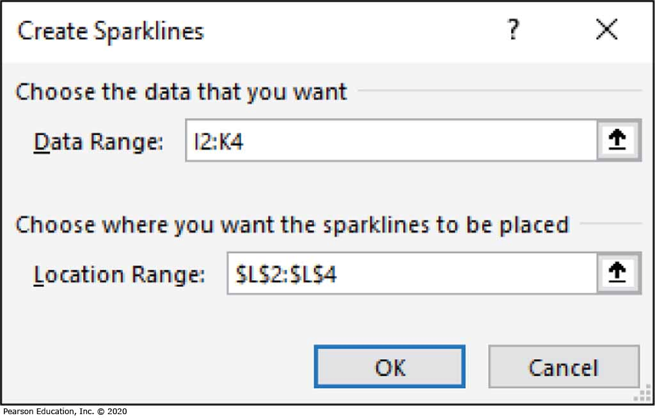 Create Sparklines ?
Choose the data that you want
Data Range: I2:K4
Choose where you want the sparklines to be placed
Location Range: $L$2:$L$4
OK Cancel
Pearson Education, Inc. © 2020